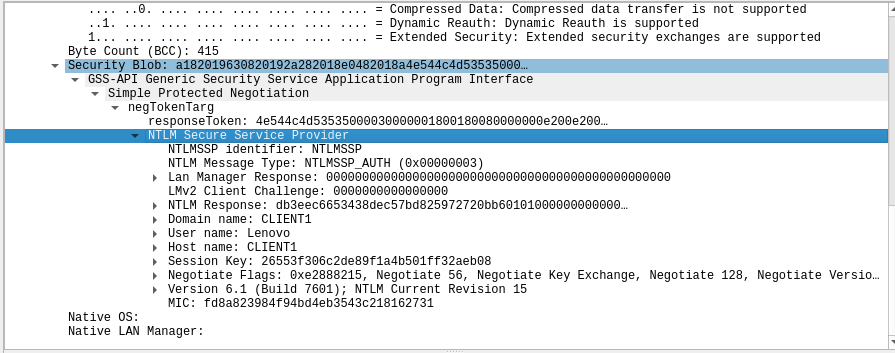 .... ..0. .... .... .... .... .... .... = Compressed Data: Compressed data transfer is not supported
..1. .... .... .... .... .... .... .... = Dynamic Reauth: Dynamic Reauth is supported
1... .... .... .... .... .... .... .... = Extended Security: Extended security exchanges are supported
Byte Count (BCC): 415
Security Blob: a182019630820192a282018e0482018a4e544c4d53535000…
GSS-API Generic Security Service Application Program Interface
Simple Protected Negotiation
negTokenTarg
responseToken: 4e544c4d53535000030000001800180080000000e200e200…
NTLM Secure Service Provider
NTLMSSP identifier: NTLMSSP
NTLM Message Type: NTLMSSP_AUTH (0x00000003)
Lan Manager Response: 000000000000000000000000000000000000000000000000
LMv2 Client Challenge: 0000000000000000
NTLM Response: db3eec6653438dec57bd825972720bb60101000000000000…
Domain name: CLIENT1
User name: Lenovo
Host name: CLIENT1
Session Key: 26553f306c2de89f1a4b501ff32aeb08
Negotiate Flags: 0xe2888215, Negotiate 56, Negotiate Key Exchange, Negotiate 128, Negotiate Versio…
Version 6.1 (Build 7601); NTLM Current Revision 15
MIC: fd8a823984f94bd4eb3543c218162731
Native OS:
Native LAN Manager: